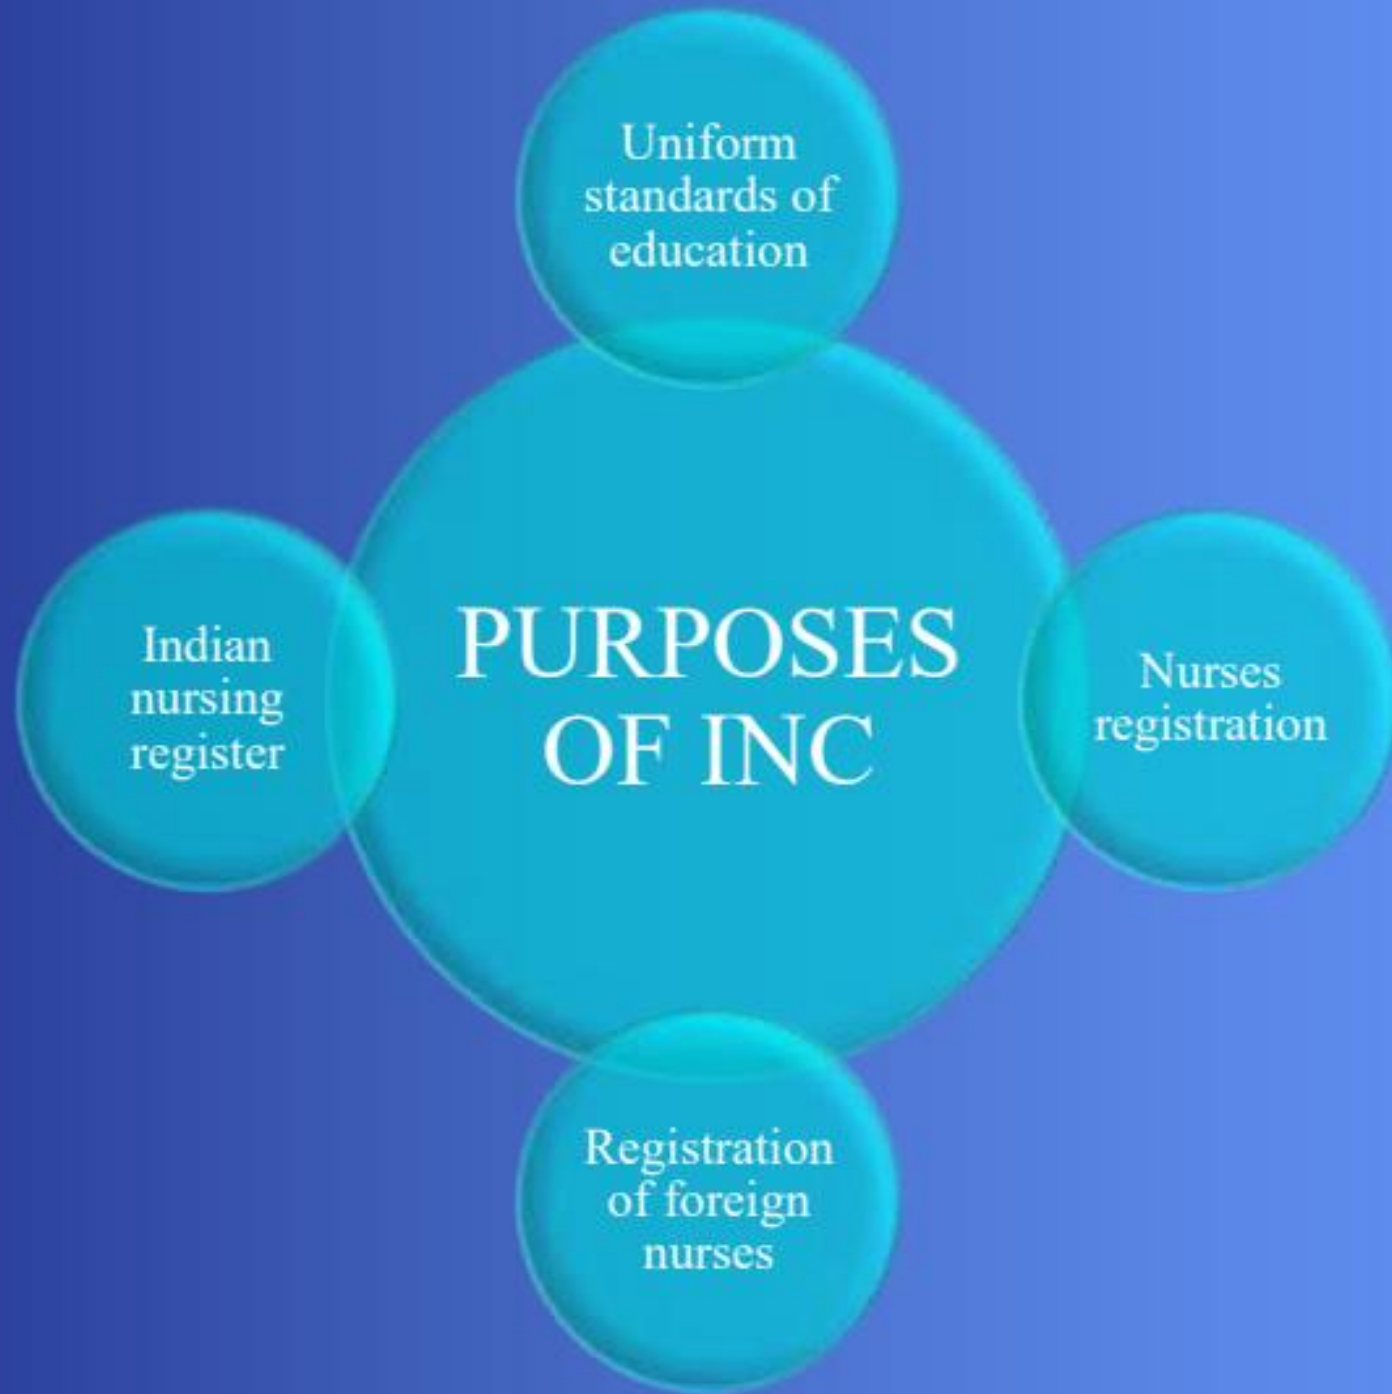 Uniform
standards of
education
Indian
nursing
register
PURPOSES
OF INC
Nurses
registration
Registration
of foreign
nurses